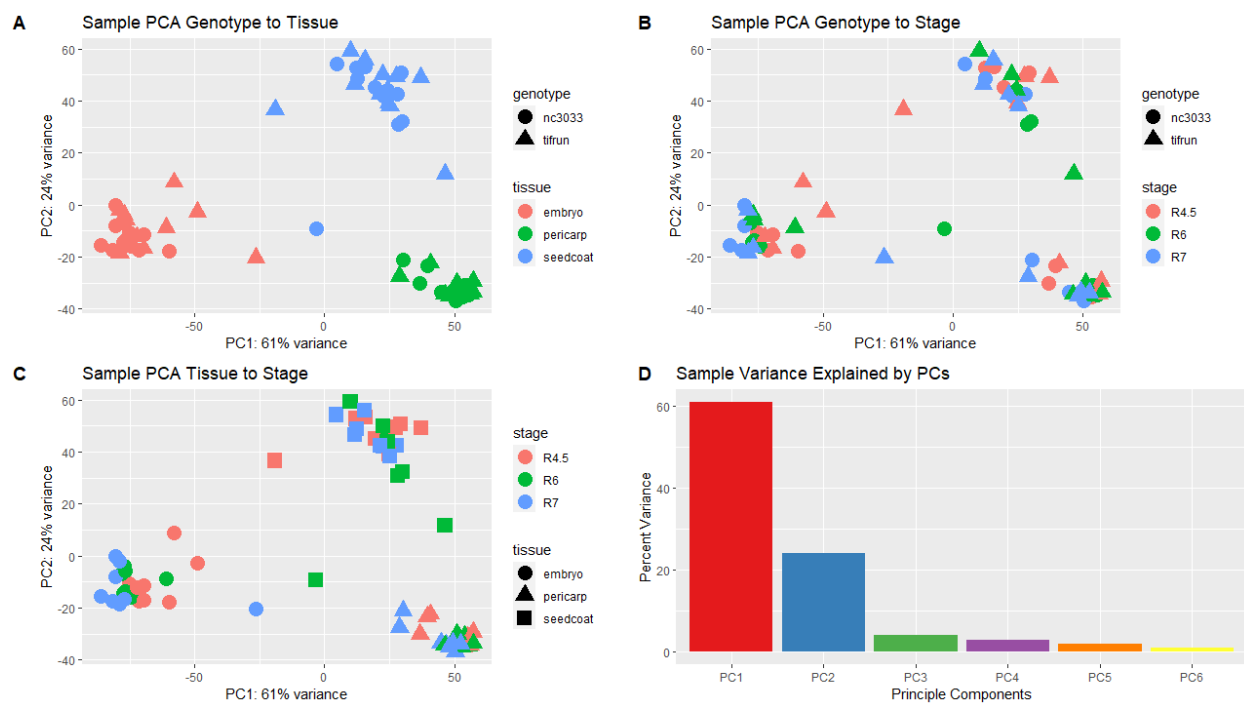 A Sample PCA Genotype to Tissue
60
40
20
0
-20
-40
PC2: 24% variance
-50 0 50
PC1: 61% variance
genotype
nc3033
tifrun
tissue
embryo
pericarp
seedcoat
B Sample PCA Genotype to Stage
60
40
20
0
-20
-40
PC2: 24% variance
-50 0 50
PC1: 61% variance
genotype
nc3033
tifrun
stage
R4.5
R6
R7
C Sample PCA Tissue to Stage
60
40
20
0
-20
-40
PC2: 24% variance
-50 0 50
PC1: 61% variance
stage
R4.5
R6
R7
tissue
embryo
pericarp
seedcoat
D Sample Variance Explained by PCs
60
40
20
0
Percent Variance
PC1 PC2 PC3 PC4 PC5 PC6
Principle Components